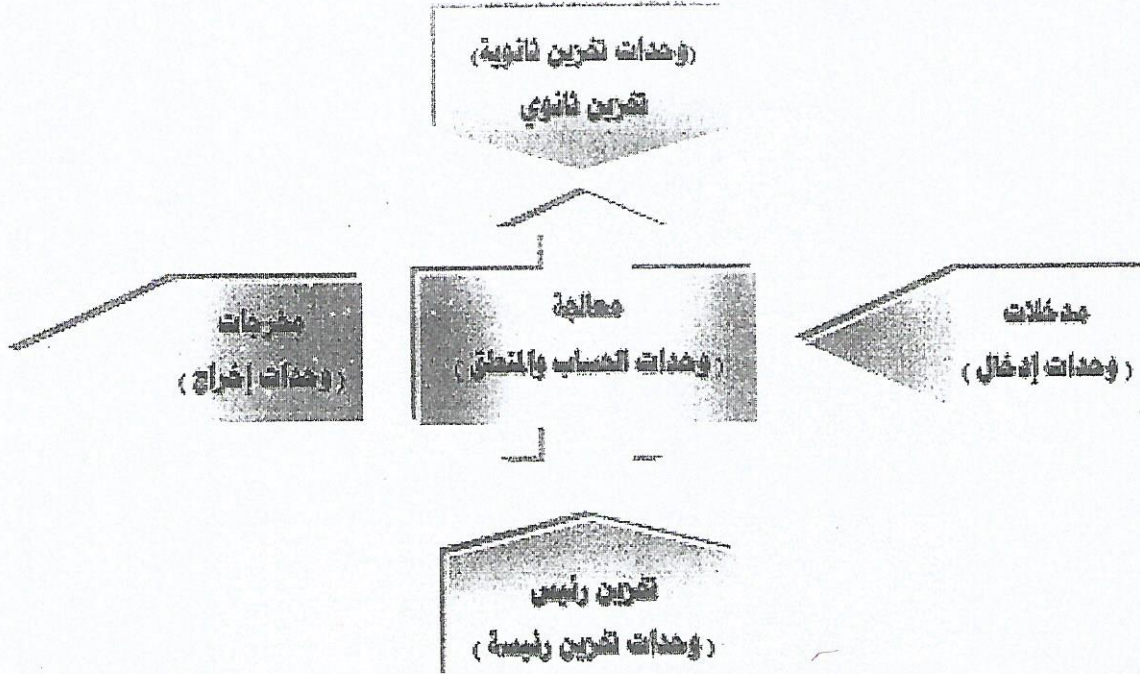 (وحدات تخزين ثانوية)
تخزين ثانوي
مدخلات
( وحدات إدخال )
معالجة
( وحدات الحساب والمنطق )
مخرجات
( وحدات إخراج )
تخزين رئيس
( وحدات تخزين رئيسة )